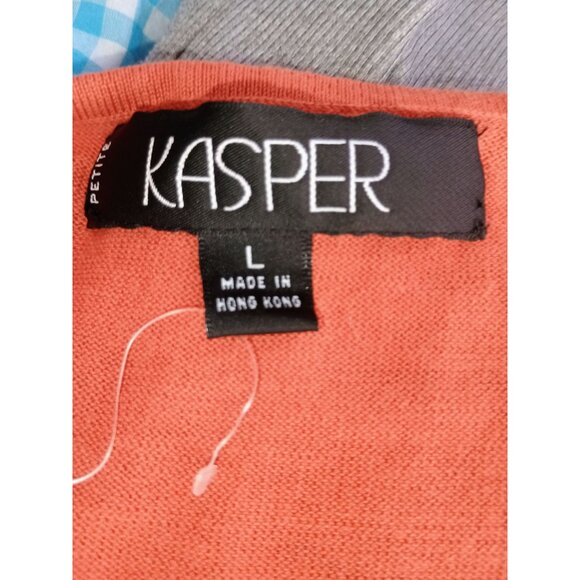 PETITE
KASPER
L
MADE IN
HONG KONG